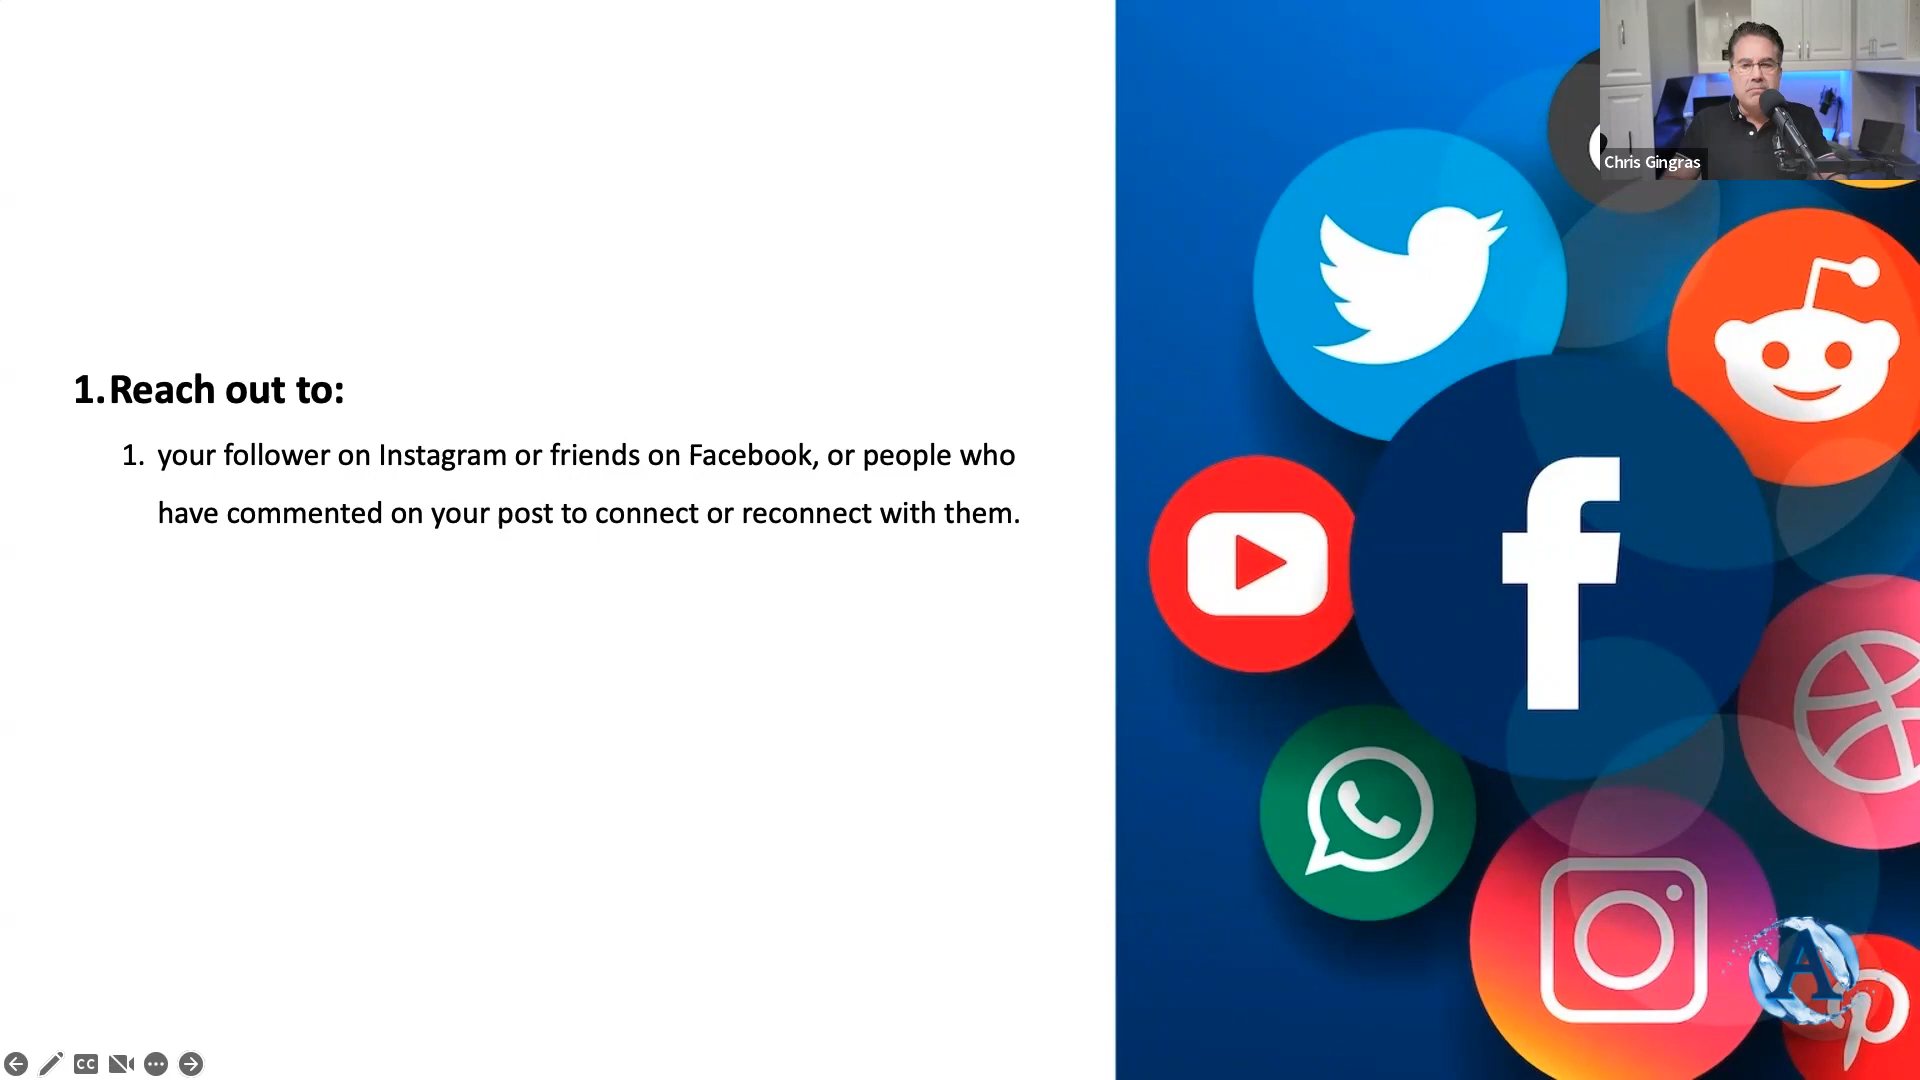 Chris Gingras
1. Reach out to:
1. your follower on Instagram or friends on Facebook, or people who
have commented on your post to connect or reconnect with them.
CC
A